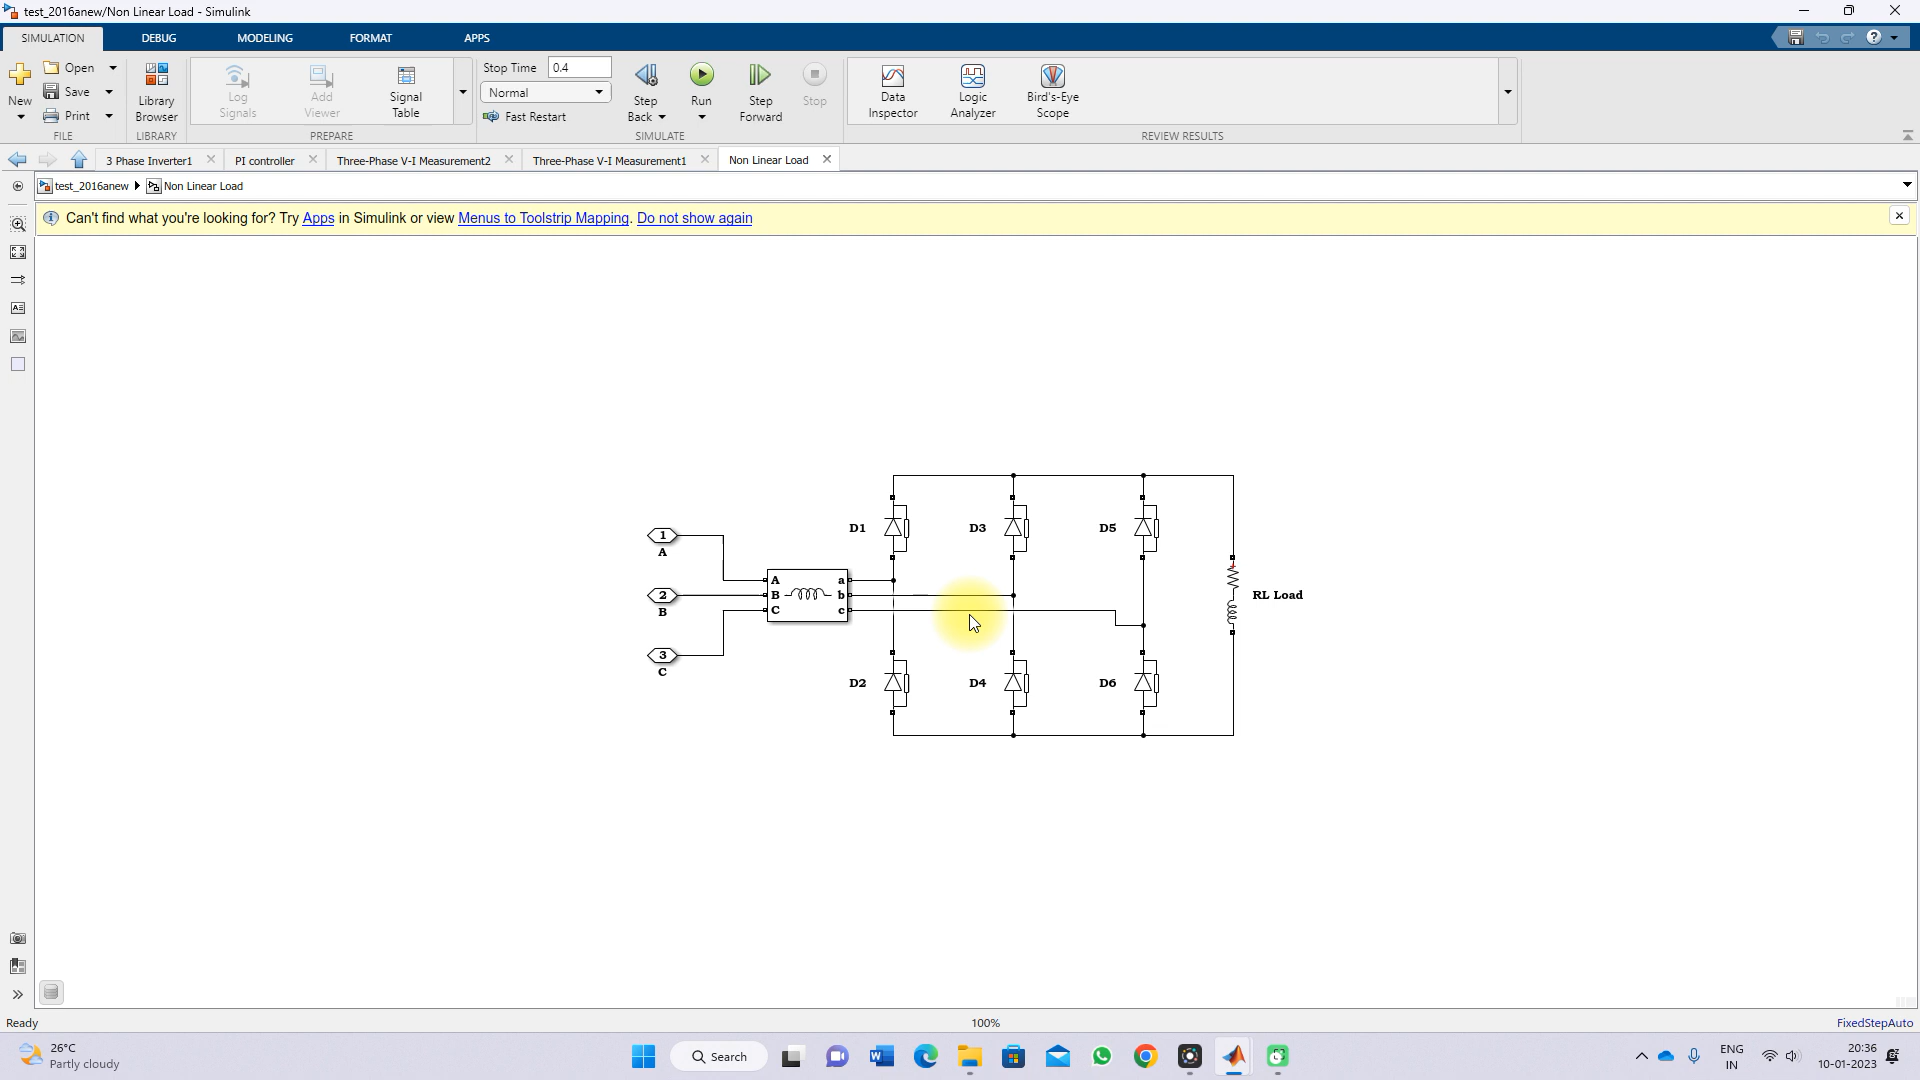 test_2016anew/Non Linear Load - Simulink
SIMULATION DEBUG MODELING FORMAT APPS
New
Open
Save
Print
FILE
Library
Browser
LIBRARY
Log
Signals
Add
Viewer
Signal
Table
PREPARE
Stop Time 0.4
Normal
Fast Restart
Step
Back
Run
Step
Forward
Stop
SIMULATE
Data
Inspector
Logic
Analyzer
Bird's-Eye
Scope
REVIEW RESULTS
3 Phase Inverter1 PI controller Three-Phase V-I Measurement2 Three-Phase V-I Measurement1 Non Linear Load
test_2016anew Non Linear Load
Can't find what you're looking for? Try Apps in Simulink or view Menus to Toolstrip Mapping. Do not show again
D1 D3 D5
1
A
A a
2 B b
B
C c
RL Load
3
C
D2 D4 D6
Ready 100% FixedStepAuto
26°C
Partly cloudy
Search
ENG
IN
20:36
10-01-2023